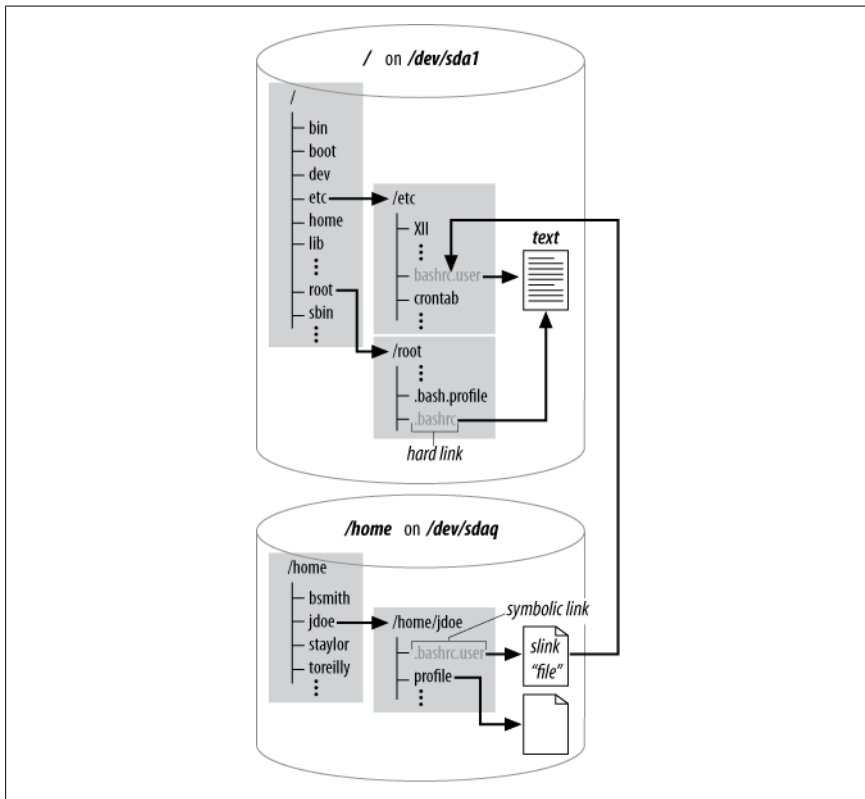 / on /dev/sda1
/
bin
boot
dev
etc
home
lib
root
sbin
/etc
XII
bashrc.user
crontab
text
/root
.bash.profile
.bashrc
hard link
/home on /dev/sdaq
/home
bsmith
jdoe
staylor
toreilly
/home/jdoe
.bashrc.user
profile
symbolic link
slink
“file”